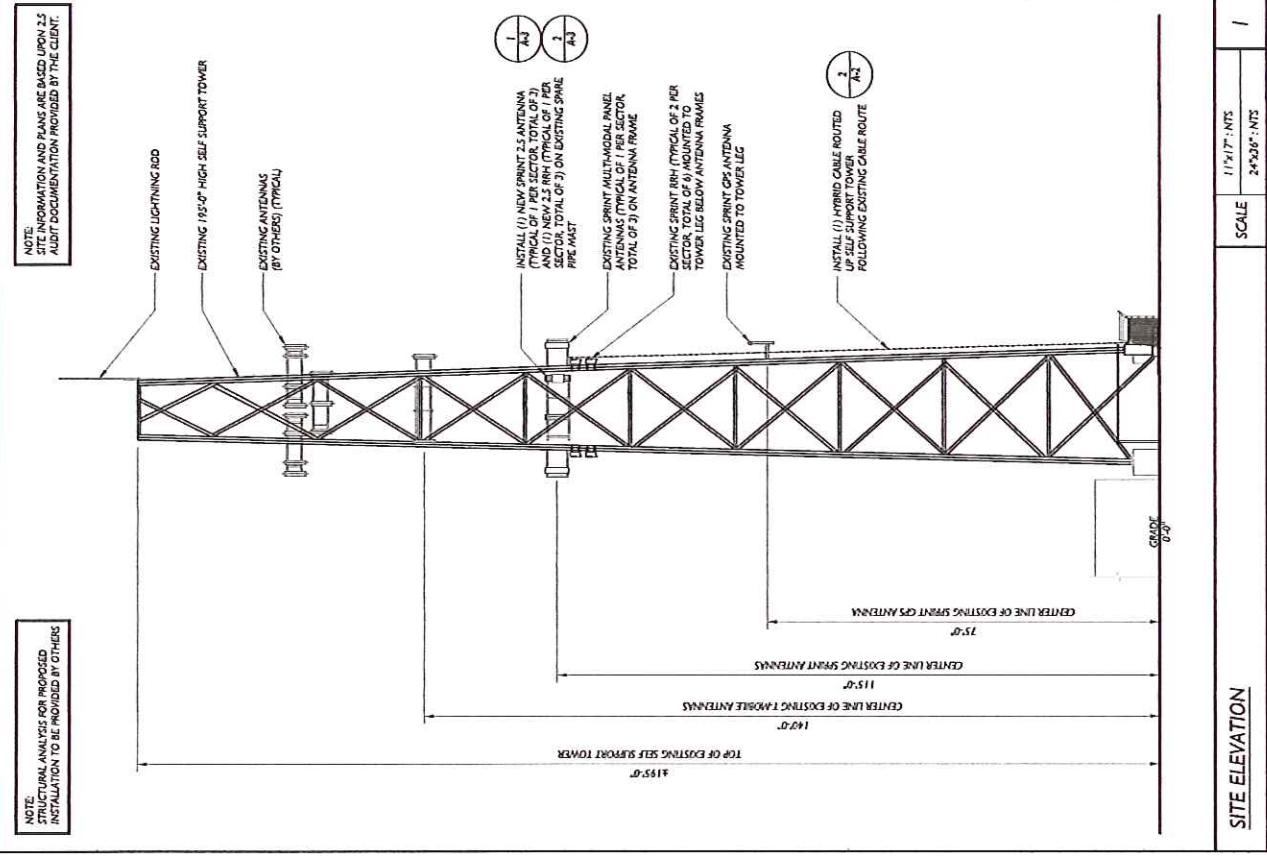 NOTE:
STRUCTURAL ANALYSIS FOR PROPOSED
INSTALLATION TO BE PROVIDED BY OTHERS
NOTE:
SITE INFORMATION AND PLANS ARE BASED UPON 2.5
AUDIT DOCUMENTATION PROVIDED BY THE CLIENT.
EXISTING LIGHTNING ROD
EXISTING 195'-0" HIGH SELF SUPPORT TOWER
EXISTING ANTENNAS
(BY OTHERS) (TYPICAL)
1
A-3
2
A-3
INSTALL (1) NEW SPRINT 2.5 ANTENNA
(TYPICAL OF 1 PER SECTOR, TOTAL OF 3)
AND (1) NEW 2.5 RRH (TYPICAL OF 1 PER
SECTOR, TOTAL OF 3) ON EXISTING SPARE
PIPE MAST
EXISTING SPRINT MULTI-MODAL PANEL
ANTENNAS (TYPICAL OF 1 PER SECTOR,
TOTAL OF 3) ON ANTENNA FRAME
EXISTING SPRINT RRH (TYPICAL OF 2 PER
SECTOR, TOTAL OF 6) MOUNTED TO
TOWER LEG BELOW ANTENNA FRAMES
EXISTING SPRINT GPS ANTENNA
MOUNTED TO TOWER LEG
2
A-2
INSTALL (1) HYBRID CABLE ROUTED
UP SELF SUPPORT TOWER
FOLLOWING EXISTING CABLE ROUTE
±195'-0"
TOP OF EXISTING SELF SUPPORT TOWER
140'-0"
CENTER LINE OF EXISTING T-MOBILE ANTENNAS
115'-0"
CENTER LINE OF EXISTING SPRINT ANTENNAS
75'-0"
CENTER LINE OF EXISTING SPRINT GPS ANTENNA
GRADE
0'-0"
SITE ELEVATION
SCALE
11"x17" : NTS
24"x36" : NTS
1